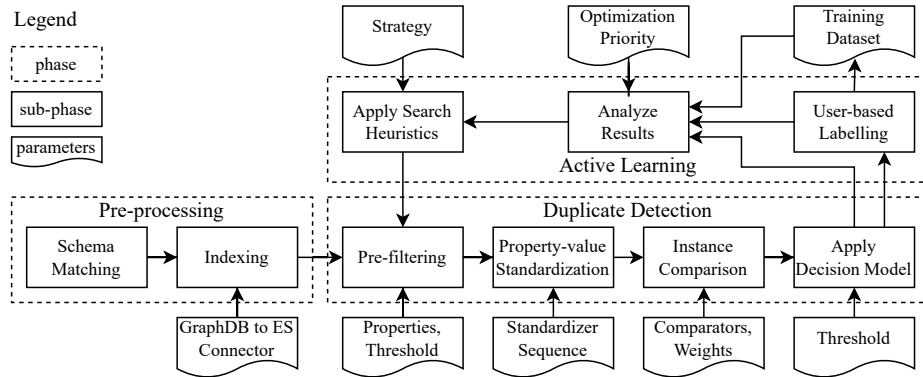 Legend
phase
sub-phase
parameters
Strategy
Optimization
Priority
Training
Dataset
Apply Search
Heuristics
Analyze
Results
User-based
Labelling
Active Learning
Pre-processing
Schema
Matching
Indexing
GraphDB to ES
Connector
Duplicate Detection
Pre-filtering
Property-value
Standardization
Instance
Comparison
Apply
Decision Model
Properties,
Threshold
Standardizer
Sequence
Comparators,
Weights
Threshold